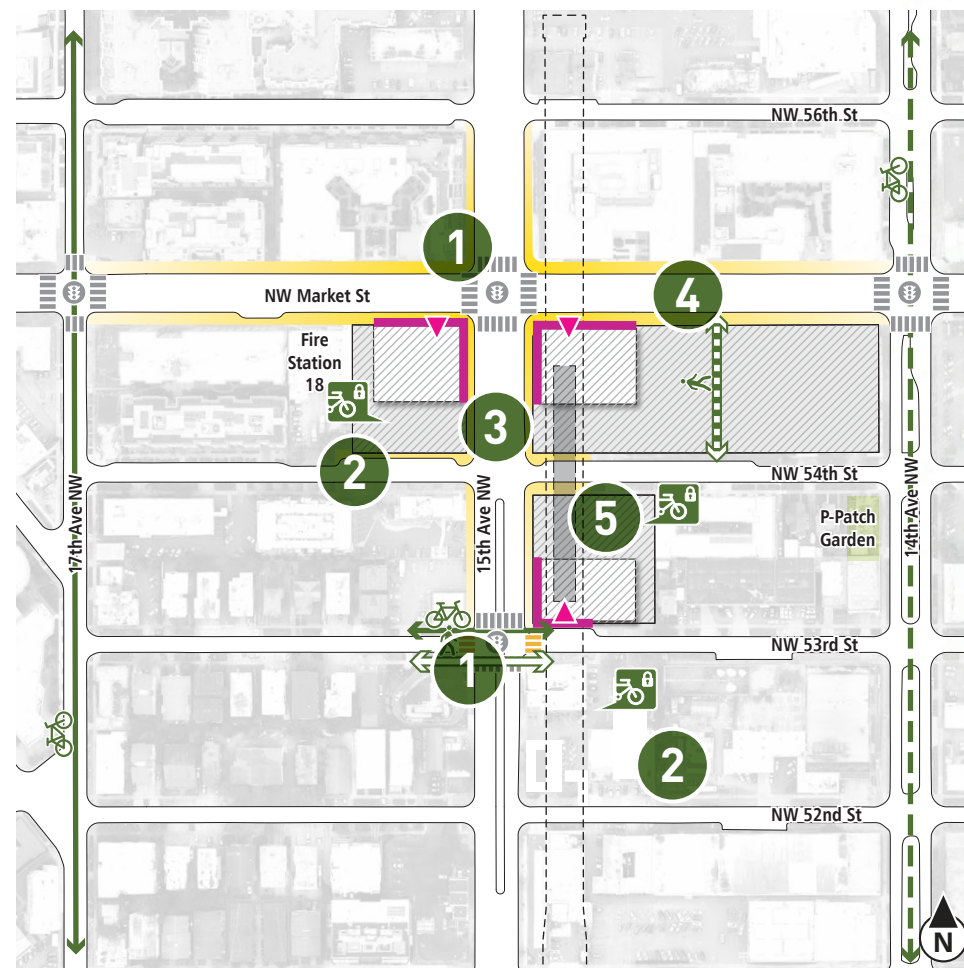 NW 56th St
1
NW Market St
4
Fire
Station
18
3
2
NW 54th St
17th Ave NW
15th Ave NW
14th Ave NW
5
P-Patch
Garden
NW 53rd St
1
2
NW 52nd St
N